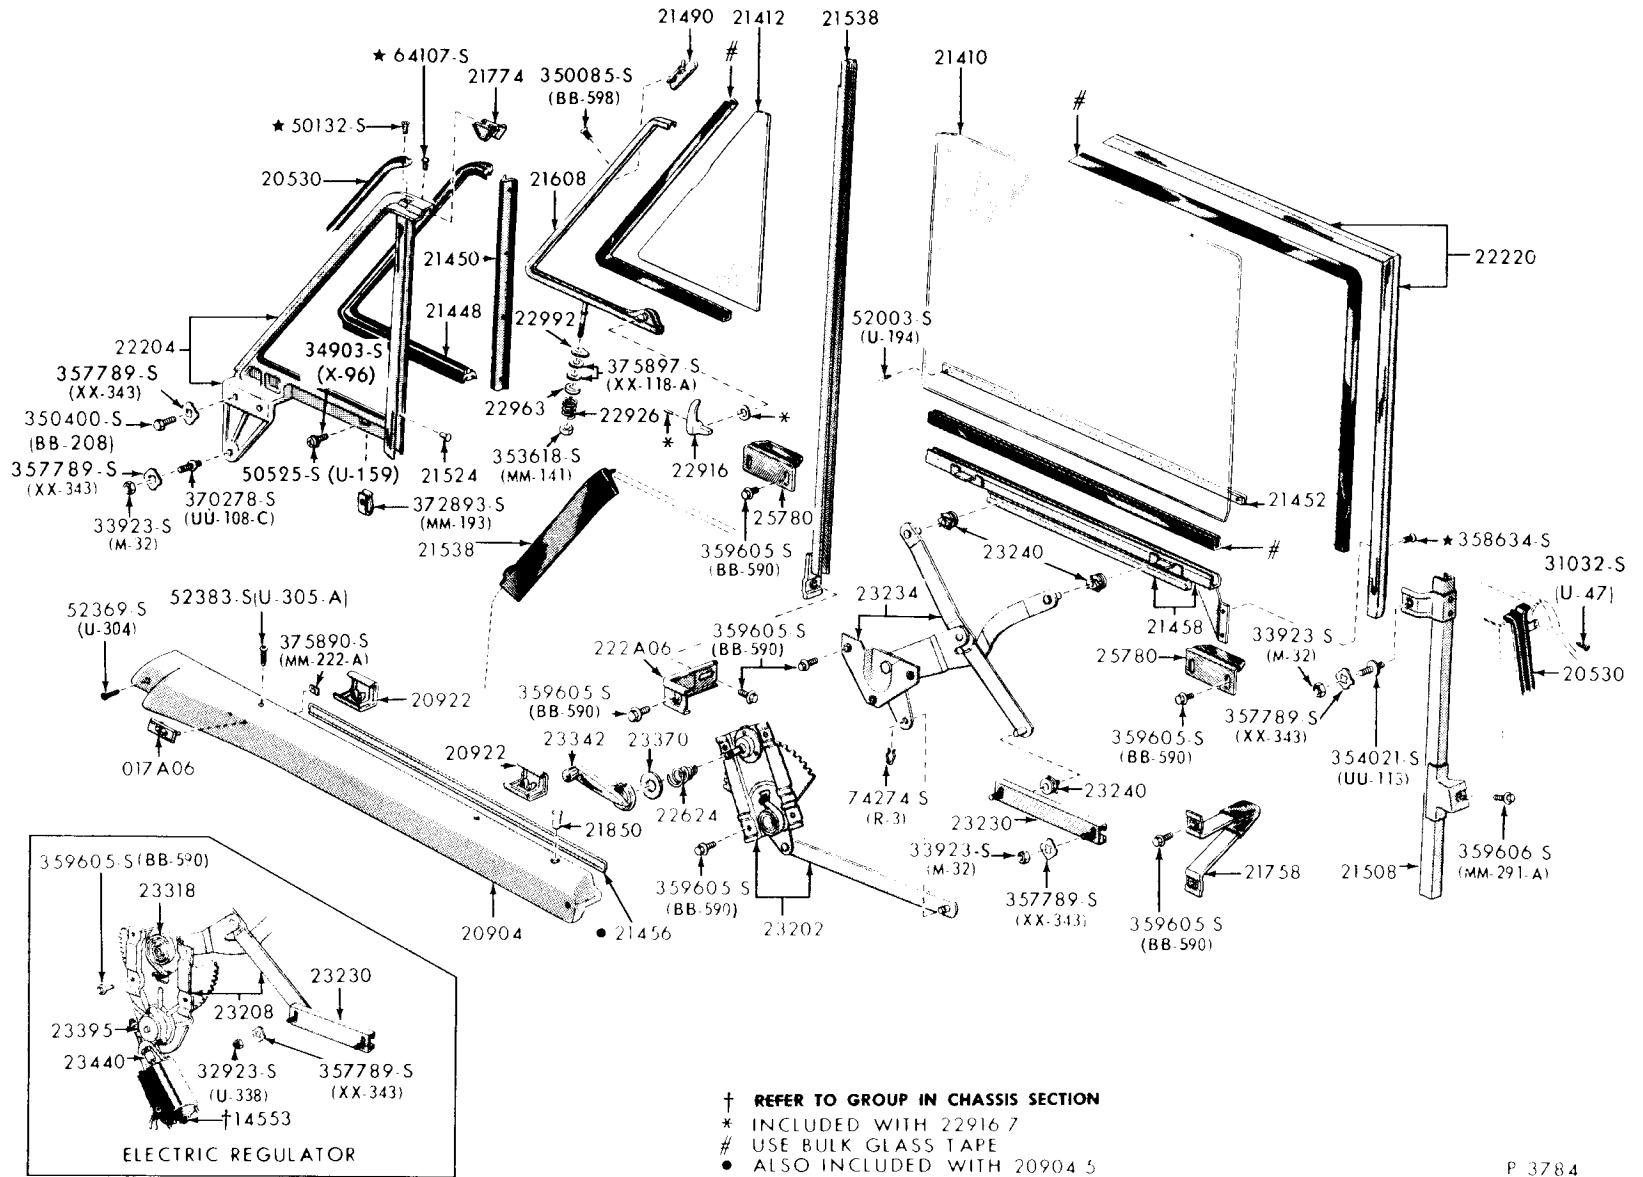 21490
21412
21538
#
★ 64107-S
21774
350085-S
(BB-598)
21410
#
★ 50132-S
20530
21608
21450
22220
21448
22992
52003-S
(U-194)
22204
34903-S
(X-96)
375897-S
(XX-118-A)
357789-S
(XX-343)
22963
22926
*
*
350400-S
(BB-208)
353618-S
(MM-141)
22916
357789-S
(XX-343)
50525-S (U-159)
21524
21452
370278-S
(UU-108-C)
372893-S
(MM-193)
25780
33923-S
(M-32)
21538
359605-S
(BB-590)
23240
#
★ 358634-S
31032-S
(U-47)
52369-S
(U-304)
52383-S(U-305-A)
23234
375890-S
(MM-222-A)
222A06
359605-S
(BB-590)
21458
33923-S
(M-32)
25780
20530
20922
359605-S
(BB-590)
357789-S
(XX-343)
017A06
20922
23342
23370
359605-S
(BB-590)
354021-S
(UU-113)
74274-S
(R-3)
23240
22624
21850
23230
359605-S (BB-590)
33923-S
(M-32)
359605-S
(BB-590)
21758
21508
359606-S
(MM-291-A)
23318
20904
● 21456
23202
357789-S
(XX-343)
359605-S
(BB-590)
23230
23208
23395
23440
32923-S
(U-338)
357789-S
(XX-343)
†14553
ELECTRIC REGULATOR
† REFER TO GROUP IN CHASSIS SECTION
* INCLUDED WITH 22916-7
# USE BULK GLASS TAPE
● ALSO INCLUDED WITH 20904-5
P 3784